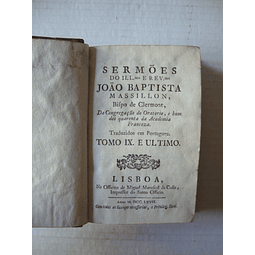 SERMÕES
DO ILL.mo E REV.mo
JOÃO BAPTISTA
MASSILLON,
Bispo de Clermont,
Da Congregação do Oratorio, e hum
dos quarenta da Academia
Franceza.
Traduzidos em Portuguez.
TOMO IX. E ULTIMO.
LISBOA,
Na Officina de Miguel Manescal da Costa,
Impressor do Santo Officio.